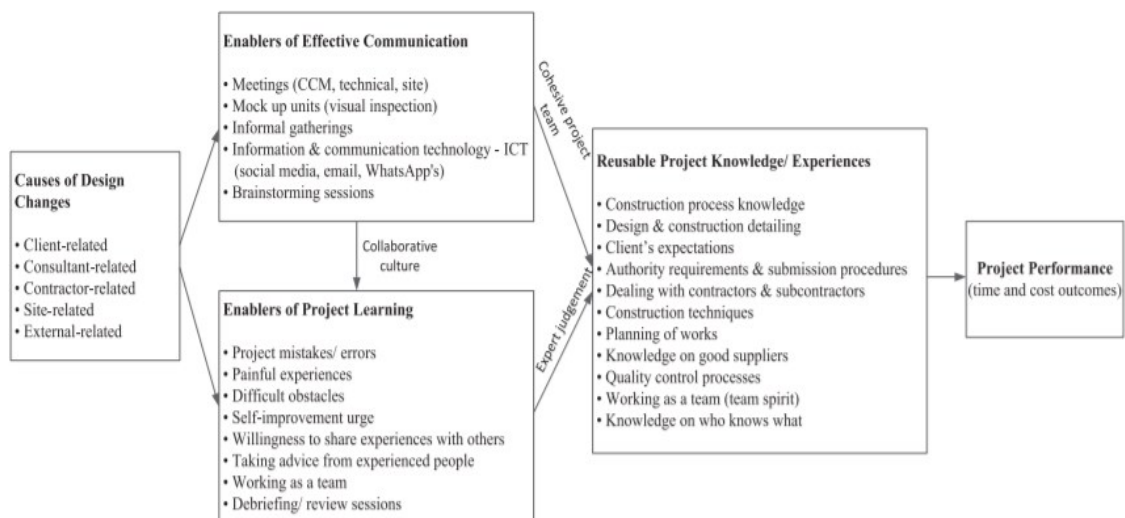 Causes of Design
Changes
• Client-related
• Consultant-related
• Contractor-related
• Site-related
• External-related
Enablers of Effective Communication
• Meetings (CCM, technical, site)
• Mock up units (visual inspection)
• Informal gatherings
• Information & communication technology - ICT
(social media, email, WhatsApp's)
• Brainstorming sessions
Collaborative
culture
Enablers of Project Learning
• Project mistakes/ errors
• Painful experiences
• Difficult obstacles
• Self-improvement urge
• Willingness to share experiences with others
• Taking advice from experienced people
• Working as a team
• Debriefing/ review sessions
Cohesive project
team
Expert judgement
Reusable Project Knowledge/ Experiences
• Construction process knowledge
• Design & construction detailing
• Client’s expectations
• Authority requirements & submission procedures
• Dealing with contractors & subcontractors
• Construction techniques
• Planning of works
• Knowledge on good suppliers
• Quality control processes
• Working as a team (team spirit)
• Knowledge on who knows what
Project Performance
(time and cost outcomes)